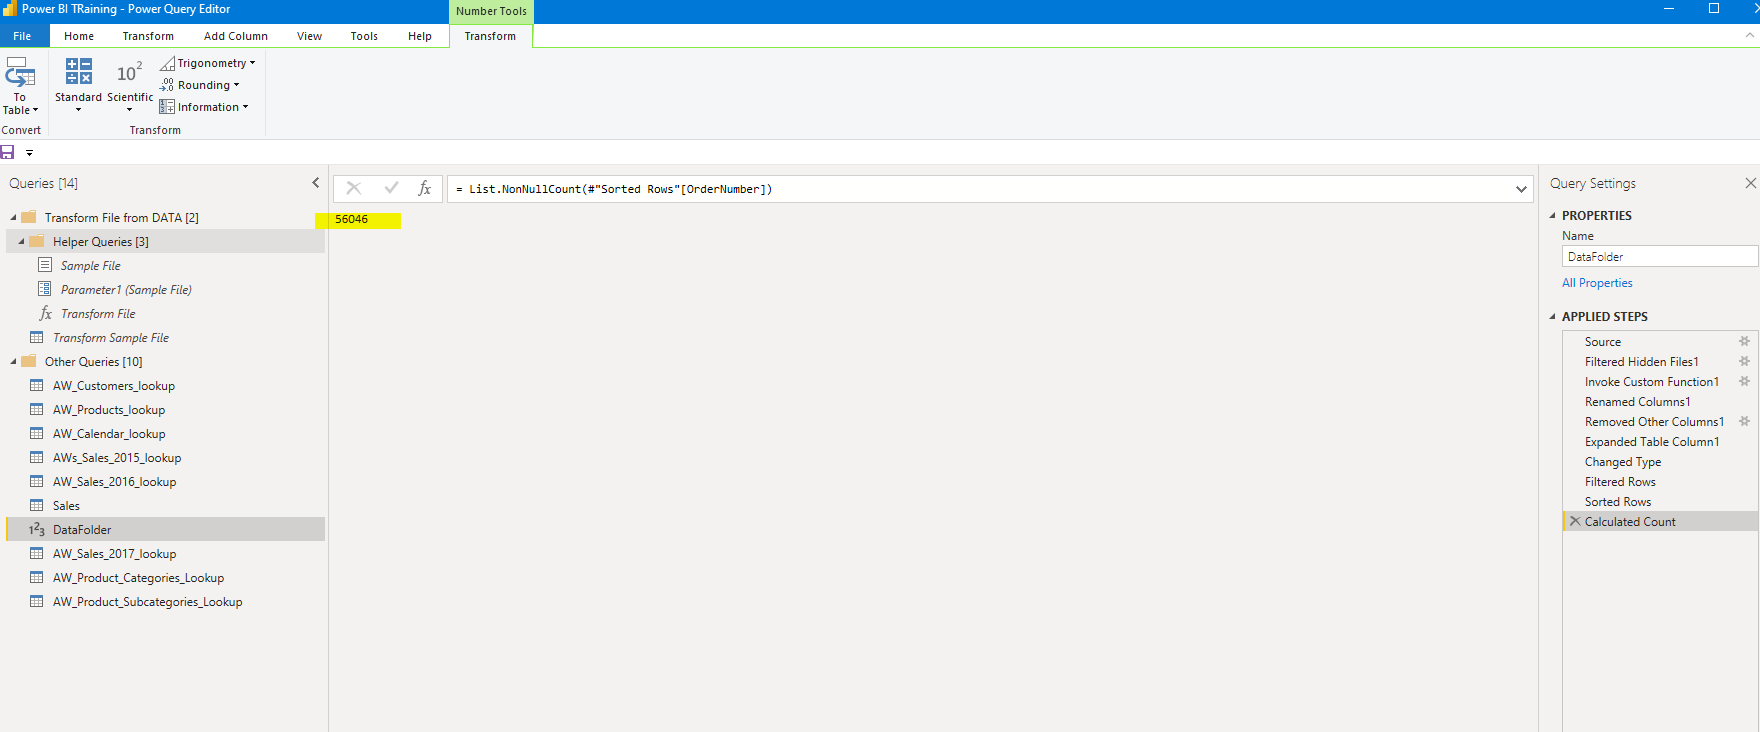 Power BI TRaining - Power Query Editor
Number Tools
File Home Transform Add Column View Tools Help Transform
To Table
Standard
Scientific
10²
Trigonometry
.00 Rounding
Information
Convert
Transform
Queries [14]
fx
= List.NonNullCount(#"Sorted Rows"[OrderNumber])
56046
Transform File from DATA [2]
Helper Queries [3]
Sample File
Parameter1 (Sample File)
fx Transform File
Transform Sample File
Other Queries [10]
AW_Customers_lookup
AW_Products_lookup
AW_Calendar_lookup
AWs_Sales_2015_lookup
AW_Sales_2016_lookup
Sales
1²3 DataFolder
AW_Sales_2017_lookup
AW_Product_Categories_Lookup
AW_Product_Subcategories_Lookup
Query Settings
PROPERTIES
Name
DataFolder
All Properties
APPLIED STEPS
Source
Filtered Hidden Files1
Invoke Custom Function1
Renamed Columns1
Removed Other Columns1
Expanded Table Column1
Changed Type
Filtered Rows
Sorted Rows
Calculated Count